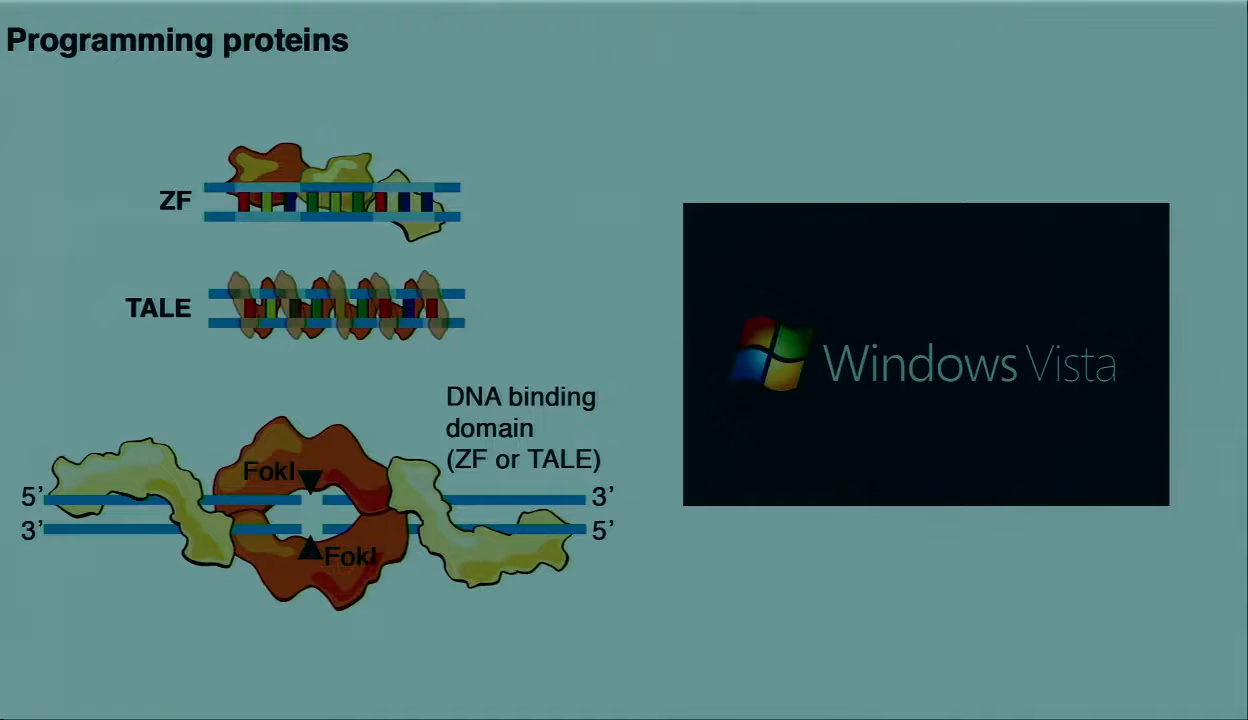 Programming proteins
ZF
TALE
DNA binding
domain
(ZF or TALE)
FokI
5’
3’
3’
5’
FokI
Windows Vista